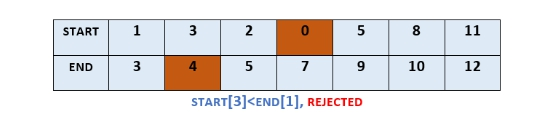 START 1 3 2 0 5 8 11
END 3 4 5 7 9 10 12
START[3]<END[1], REJECTED